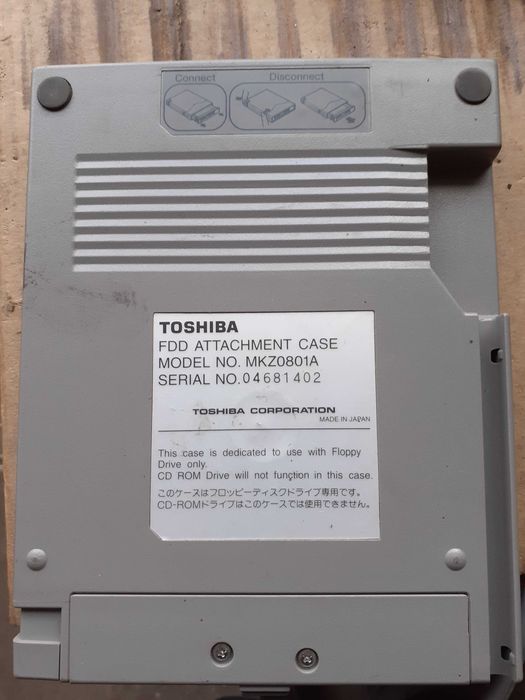 Connect Disconnect
TOSHIBA
FDD ATTACHMENT CASE
MODEL NO. MKZ0801A
SERIAL NO. 04681402
TOSHIBA CORPORATION
MADE IN JAPAN
This case is dedicated to use with Floppy
Drive only.
CD ROM Drive will not function in this case.
このケースはフロッピーディスクドライブ専用です。
CD-ROMドライブはこのケースでは使用できません。